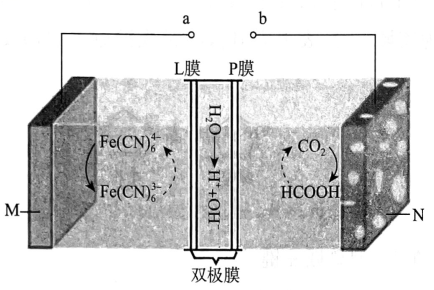 a
b
L膜
P膜
H₂O
H⁺+OH⁻
Fe(CN)₆⁴⁻
Fe(CN)₆³⁻
CO₂
HCOOH
M
N
双极膜